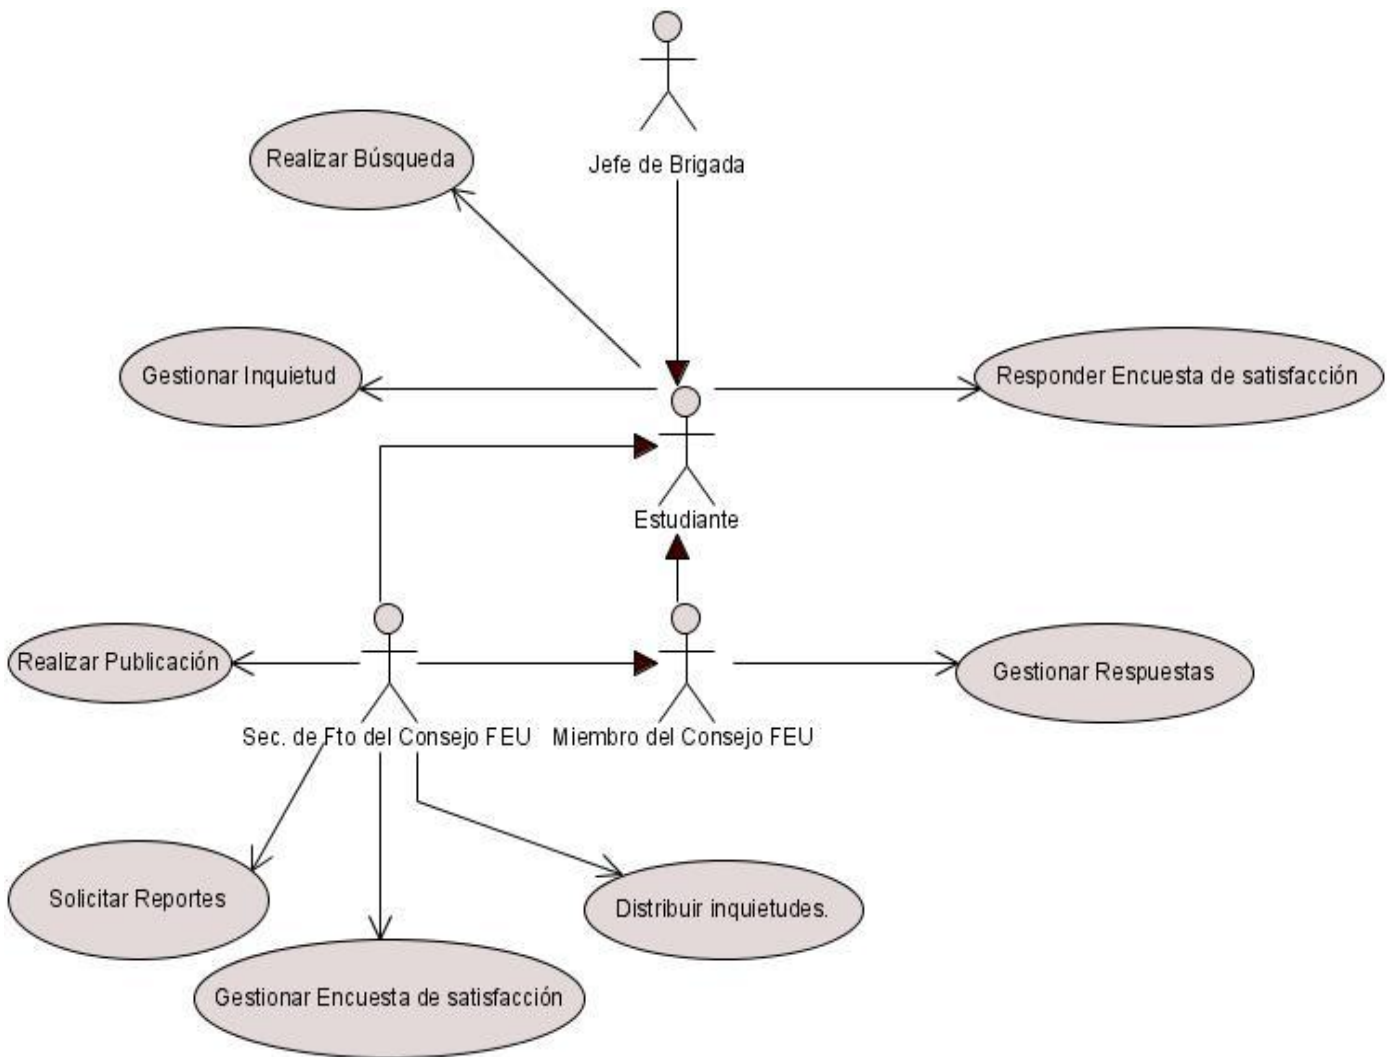 Jefe de Brigada
Realizar Búsqueda
Gestionar Inquietud
Responder Encuesta de satisfacción
Estudiante
Realizar Publicación
Gestionar Respuestas
Sec. de Fto del Consejo FEU
Miembro del Consejo FEU
Solicitar Reportes
Distribuir inquietudes.
Gestionar Encuesta de satisfacción